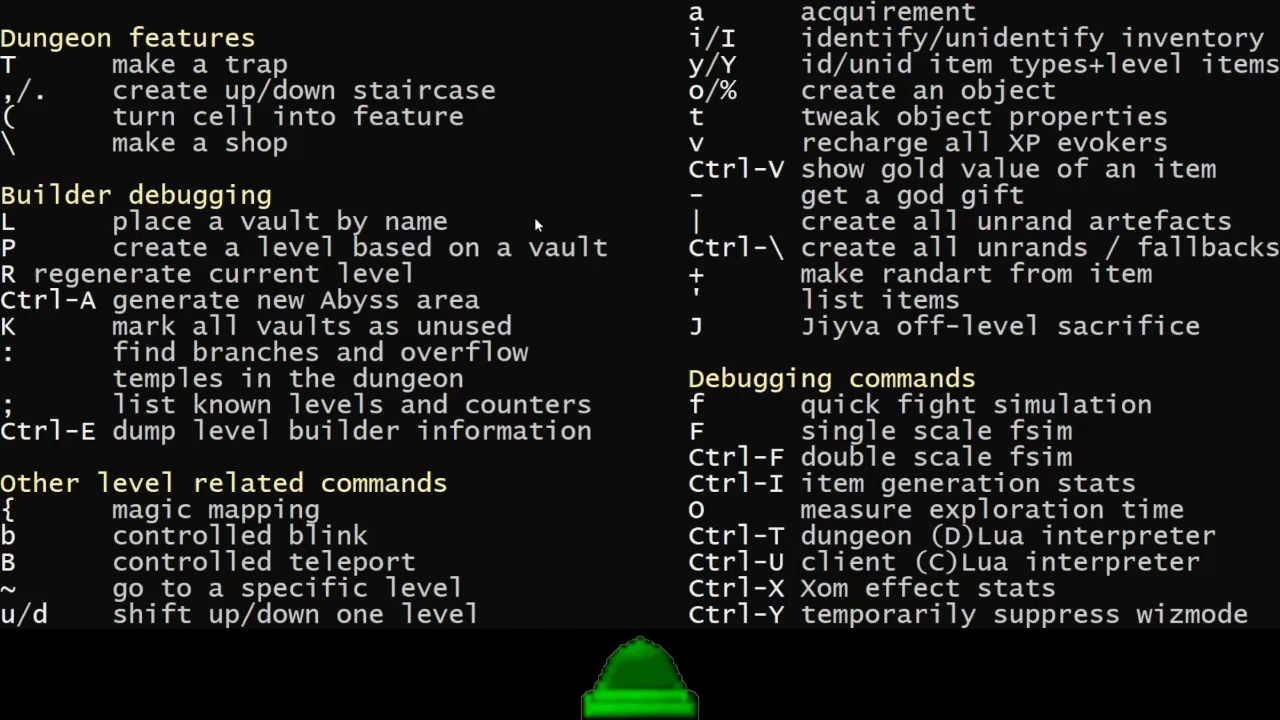 Dungeon features
T make a trap
,/. create up/down staircase
( turn cell into feature
\ make a shop
Builder debugging
L place a vault by name
P create a level based on a vault
R regenerate current level
Ctrl-A generate new Abyss area
K mark all vaults as unused
: find branches and overflow
temples in the dungeon
; list known levels and counters
Ctrl-E dump level builder information
Other level related commands
{ magic mapping
b controlled blink
B controlled teleport
~ go to a specific level
u/d shift up/down one level
a acquirement
i/I identify/unidentify inventory
y/Y id/unid item types+level items
o/% create an object
t tweak object properties
v recharge all XP evokers
Ctrl-V show gold value of an item
- get a god gift
| create all unrand artefacts
Ctrl-\ create all unrands / fallbacks
+ make randart from item
' list items
J Jiyva off-level sacrifice
Debugging commands
f quick fight simulation
F single scale fsim
Ctrl-F double scale fsim
Ctrl-I item generation stats
O measure exploration time
Ctrl-T dungeon (D)Lua interpreter
Ctrl-U client (C)Lua interpreter
Ctrl-X Xom effect stats
Ctrl-Y temporarily suppress wizmode